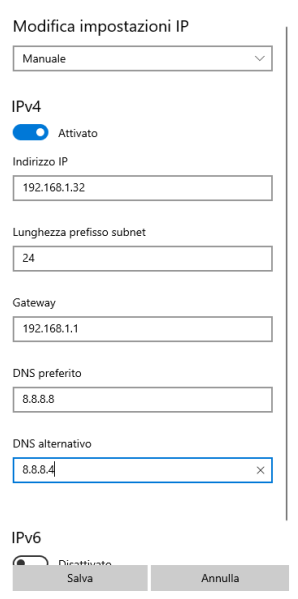 Modifica impostazioni IP
Manuale
IPv4
Attivato
Indirizzo IP
192.168.1.32
Lunghezza prefisso subnet
24
Gateway
192.168.1.1
DNS preferito
8.8.8.8
DNS alternativo
8.8.8.4
IPv6
Disattivato
Salva Annulla